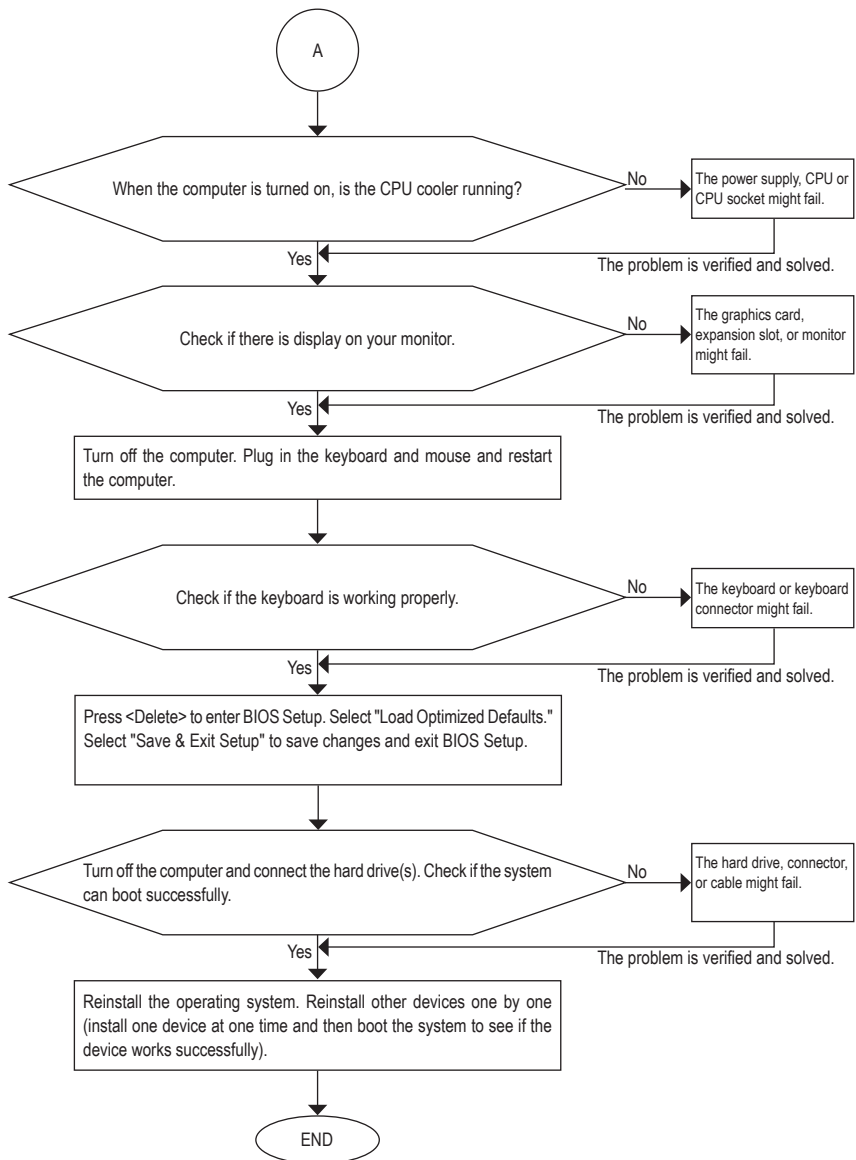 A
When the computer is turned on, is the CPU cooler running?
No
The power supply, CPU or
CPU socket might fail.
Yes
The problem is verified and solved.
Check if there is display on your monitor.
No
The graphics card,
expansion slot, or monitor
might fail.
Yes
The problem is verified and solved.
Turn off the computer. Plug in the keyboard and mouse and restart
the computer.
Check if the keyboard is working properly.
No
The keyboard or keyboard
connector might fail.
Yes
The problem is verified and solved.
Press <Delete> to enter BIOS Setup. Select "Load Optimized Defaults."
Select "Save & Exit Setup" to save changes and exit BIOS Setup.
Turn off the computer and connect the hard drive(s). Check if the system
can boot successfully.
No
The hard drive, connector,
or cable might fail.
Yes
The problem is verified and solved.
Reinstall the operating system. Reinstall other devices one by one
(install one device at one time and then boot the system to see if the
device works successfully).
END